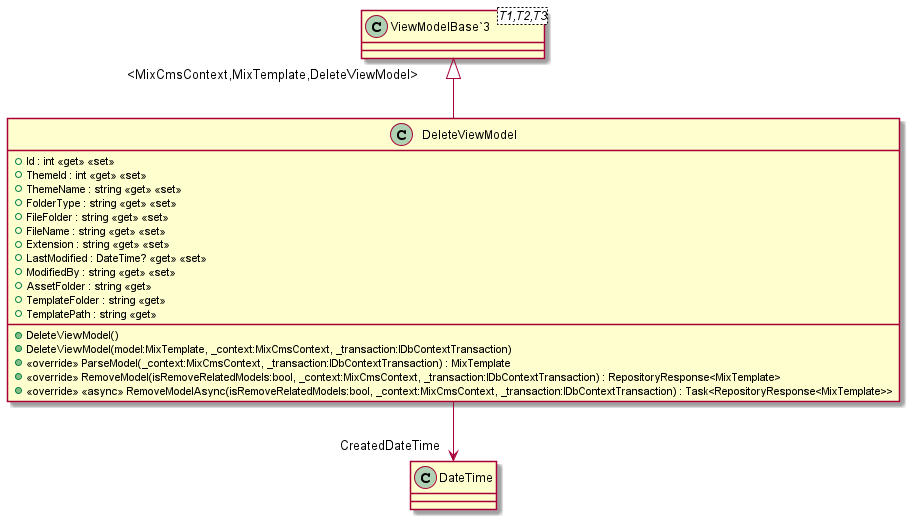 C ViewModelBase`3 T1,T2,T3
<MixCmsContext,MixTemplate,DeleteViewModel>
C DeleteViewModel
Id : int «get» «set»
ThemeId : int «get» «set»
ThemeName : string «get» «set»
FolderType : string «get» «set»
FileFolder : string «get» «set»
FileName : string «get» «set»
Extension : string «get» «set»
LastModified : DateTime? «get» «set»
ModifiedBy : string «get» «set»
AssetFolder : string «get»
TemplateFolder : string «get»
TemplatePath : string «get»
DeleteViewModel()
DeleteViewModel(model:MixTemplate, _context:MixCmsContext, _transaction:IDbContextTransaction)
«override» ParseModel(_context:MixCmsContext, _transaction:IDbContextTransaction) : MixTemplate
«override» RemoveModel(isRemoveRelatedModels:bool, _context:MixCmsContext, _transaction:IDbContextTransaction) : RepositoryResponse<MixTemplate>
«override» «async» RemoveModelAsync(isRemoveRelatedModels:bool, _context:MixCmsContext, _transaction:IDbContextTransaction) : Task<RepositoryResponse<MixTemplate>>
CreatedDateTime
C DateTime